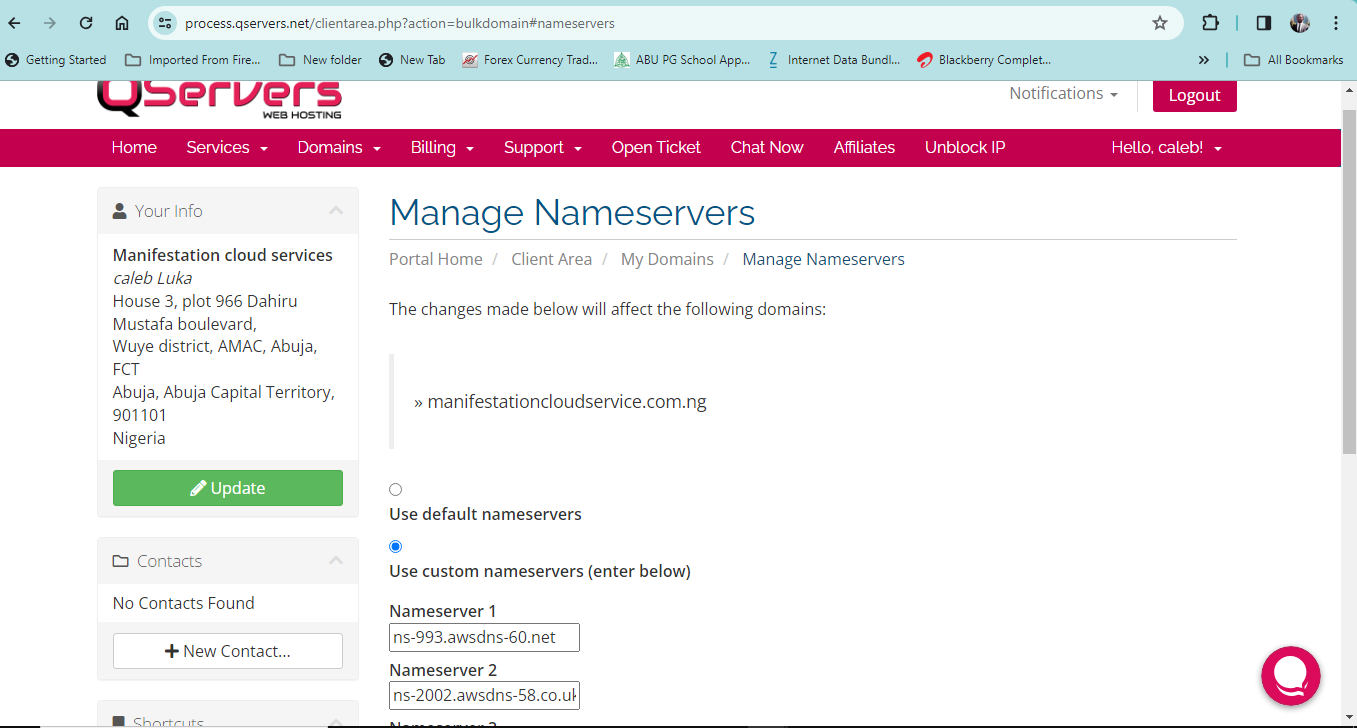 process.qservers.net/clientarea.php?action=bulkdomain#nameservers
Getting Started Imported From Fire... New folder New Tab Forex Currency Trad... ABU PG School App... Internet Data Bundl... Blackberry Complet... » All Bookmarks
QServers
WEB HOSTING
Notifications
Logout
Home Services Domains Billing Support Open Ticket Chat Now Affiliates Unblock IP Hello, caleb!
Your Info
Manifestation cloud services
caleb Luka
House 3, plot 966 Dahiru
Mustafa boulevard,
Wuye district, AMAC, Abuja,
FCT
Abuja, Abuja Capital Territory,
901101
Nigeria
Update
Contacts
No Contacts Found
New Contact...
Shortcuts
Manage Nameservers
Portal Home / Client Area / My Domains / Manage Nameservers
The changes made below will affect the following domains:
» manifestationcloudservice.com.ng
Use default nameservers
Use custom nameservers (enter below)
Nameserver 1
ns-993.awsdns-60.net
Nameserver 2
ns-2002.awsdns-58.co.uk